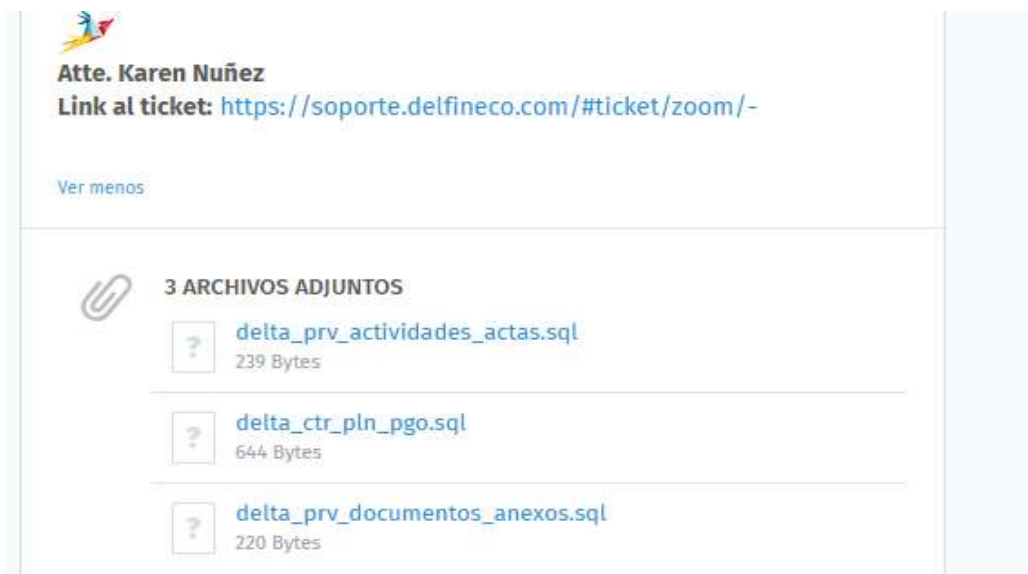 Atte. Karen Nuñez
Link al ticket: https://soporte.delfineco.com/#ticket/zoom/-
Ver menos
3 ARCHIVOS ADJUNTOS
?
delta_prv_actividades_actas.sql
239 Bytes
?
delta_ctr_pln_pgo.sql
644 Bytes
?
delta_prv_documentos_anexos.sql
220 Bytes